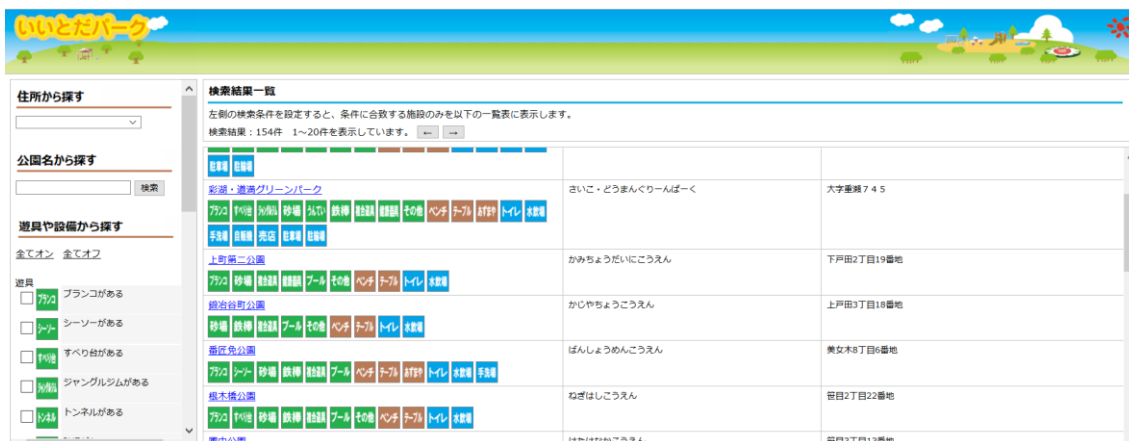 いいとだパーク
住所から探す
公園名から探す
検索
遊具や設備から探す
全てオン 全てオフ
遊具
ブランコ ブランコがある
シーソー シーソーがある
すべり台 すべり台がある
ジャングルジムがある
トンネル トンネルがある
検索結果一覧
左側の検索条件を設定すると、条件に合致する施設のみを以下の一覧表に表示します。
検索結果:154件 1～20件を表示しています。 ← →
駐車場 駐輪場
彩湖・道満グリーンパーク さいこ・どうまんぐりーんぱーく 大字重瀬745
ブランコ すべり台 砂場 うんてい 鉄棒 複合遊具 健康器具 その他 ベンチ テーブル あずまや トイレ 水飲場
手洗場 自販機 売店 駐車場 駐輪場
上町第二公園 かみちょうだいにこうえん 下戸田2丁目19番地
ブランコ 砂場 複合遊具 健康器具 プール その他 ベンチ テーブル トイレ 水飲場
鍛冶谷町公園 かじやちょうこうえん 上戸田3丁目18番地
砂場 鉄棒 複合遊具 プール その他 ベンチ テーブル トイレ 水飲場
番匠免公園 ばんしょうめんこうえん 美女木8丁目6番地
ブランコ シーソー 砂場 鉄棒 複合遊具 プール ベンチ テーブル あずまや トイレ 水飲場 手洗場
根木橋公園 ねぎはしこうえん 笹目2丁目22番地
ブランコ すべり台 砂場 鉄棒 複合遊具 プール その他 ベンチ テーブル トイレ 水飲場